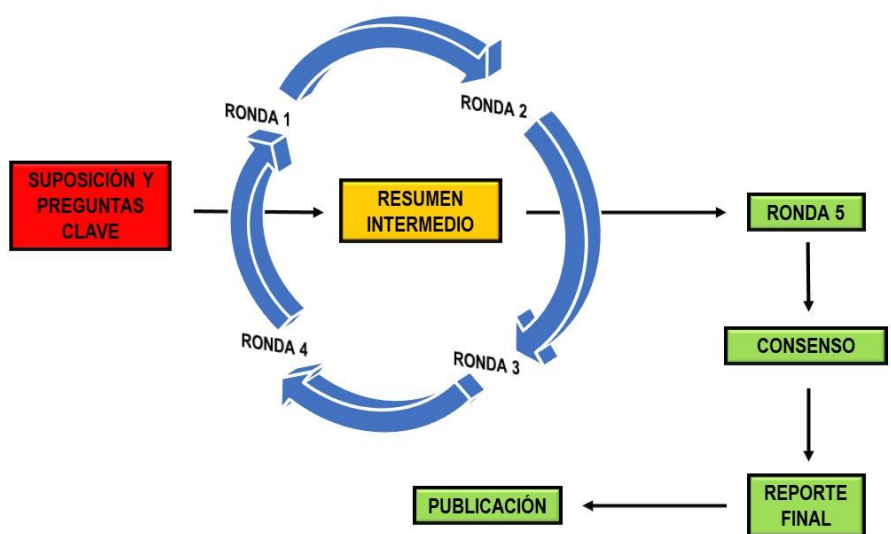 RONDA 1
RONDA 2
SUPOSICIÓN Y
PREGUNTAS
CLAVE
RESUMEN
INTERMEDIO
RONDA 5
RONDA 4
RONDA 3
CONSENSO
PUBLICACIÓN
REPORTE
FINAL